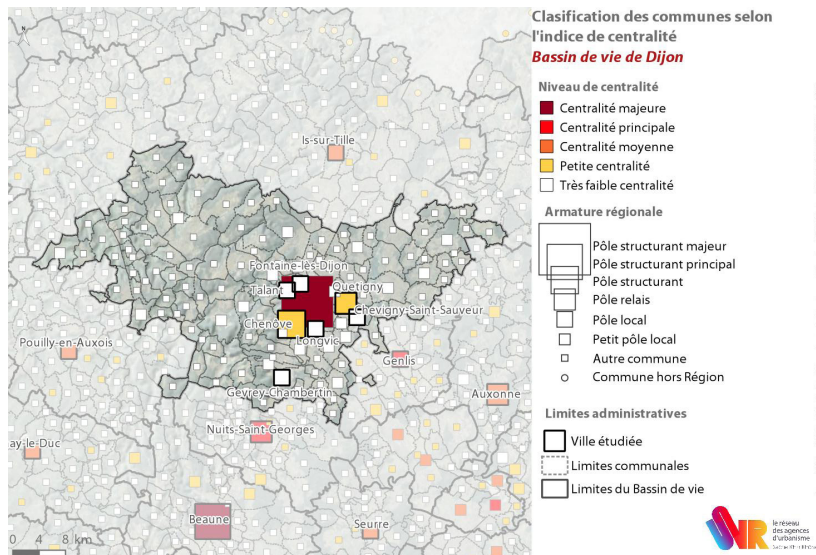 Clasification des communes selon
l'indice de centralité
Bassin de vie de Dijon
Niveau de centralité
Centralité majeure
Centralité principale
Centralité moyenne
Petite centralité
Très faible centralité
Armature régionale
Pôle structurant majeur
Pôle structurant principal
Pôle structurant
Pôle relais
Pôle local
Petit pôle local
Autre commune
Commune hors Région
Limites administratives
Ville étudiée
Limites communales
Limites du Bassin de vie
Is-sur-Tille
Fontaine-lès-Dijon
Talant
Quetigny
Chevigny-Saint-Sauveur
Chenôve
Longvic
Pouilly-en-Auxois
Genlis
Gevrey-Chambertin
Auxonne
Nuits-Saint-Georges
ay-le-Duc
Beaune
Seurre
0 4 8 km
le réseau
des agences
d'urbanisme